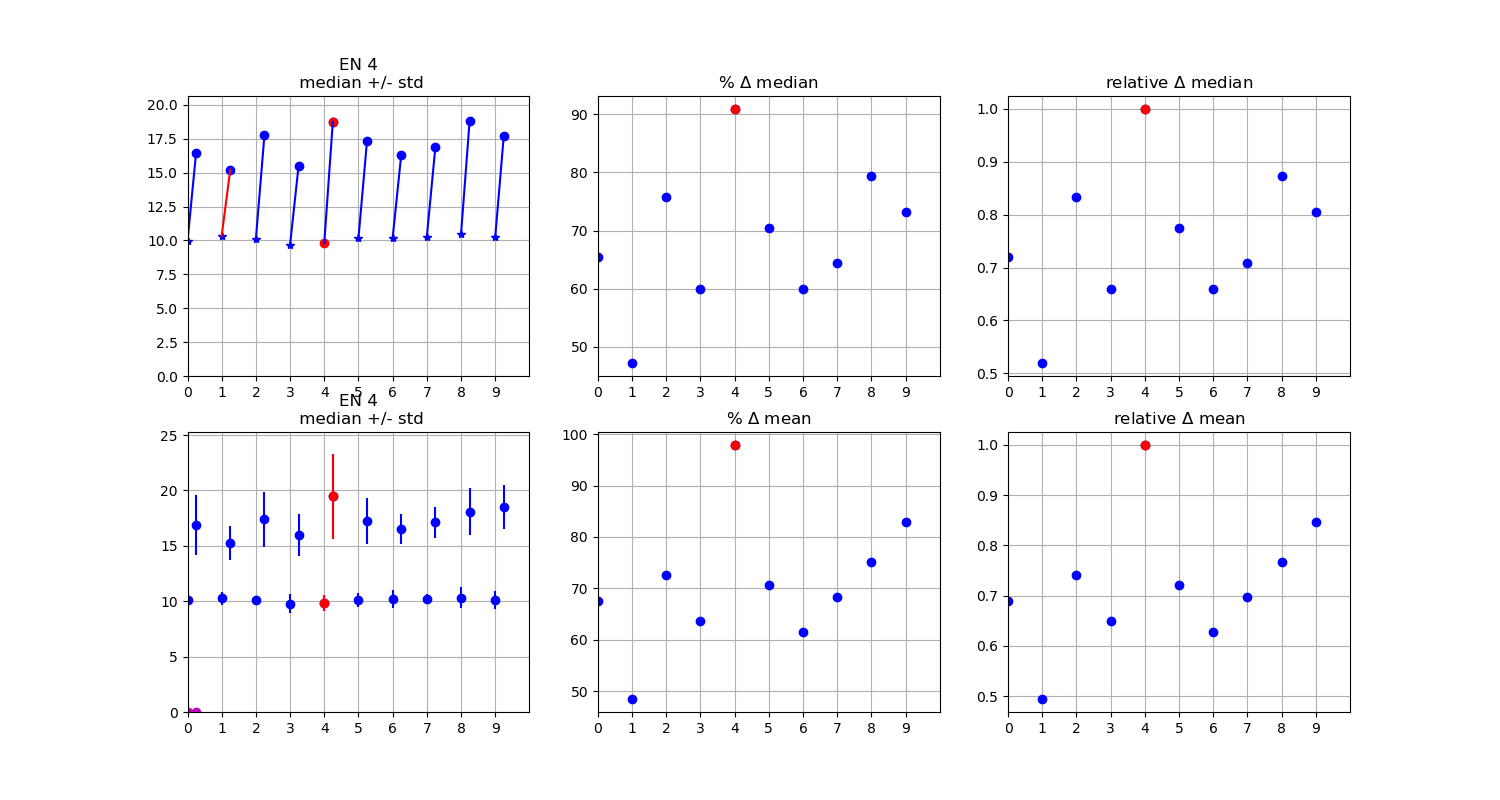 EN 4
median +/- std
% Δ median
relative Δ median
20.0
17.5
15.0
12.5
10.0
7.5
5.0
2.5
0.0
0 1 2 3 4 5 6 7 8 9
90
80
70
60
50
0 1 2 3 4 5 6 7 8 9
1.0
0.9
0.8
0.7
0.6
0.5
0 1 2 3 4 5 6 7 8 9
EN 4
median +/- std
% Δ mean
relative Δ mean
25
20
15
10
5
0
0 1 2 3 4 5 6 7 8 9
100
90
80
70
60
50
0 1 2 3 4 5 6 7 8 9
1.0
0.9
0.8
0.7
0.6
0.5
0 1 2 3 4 5 6 7 8 9